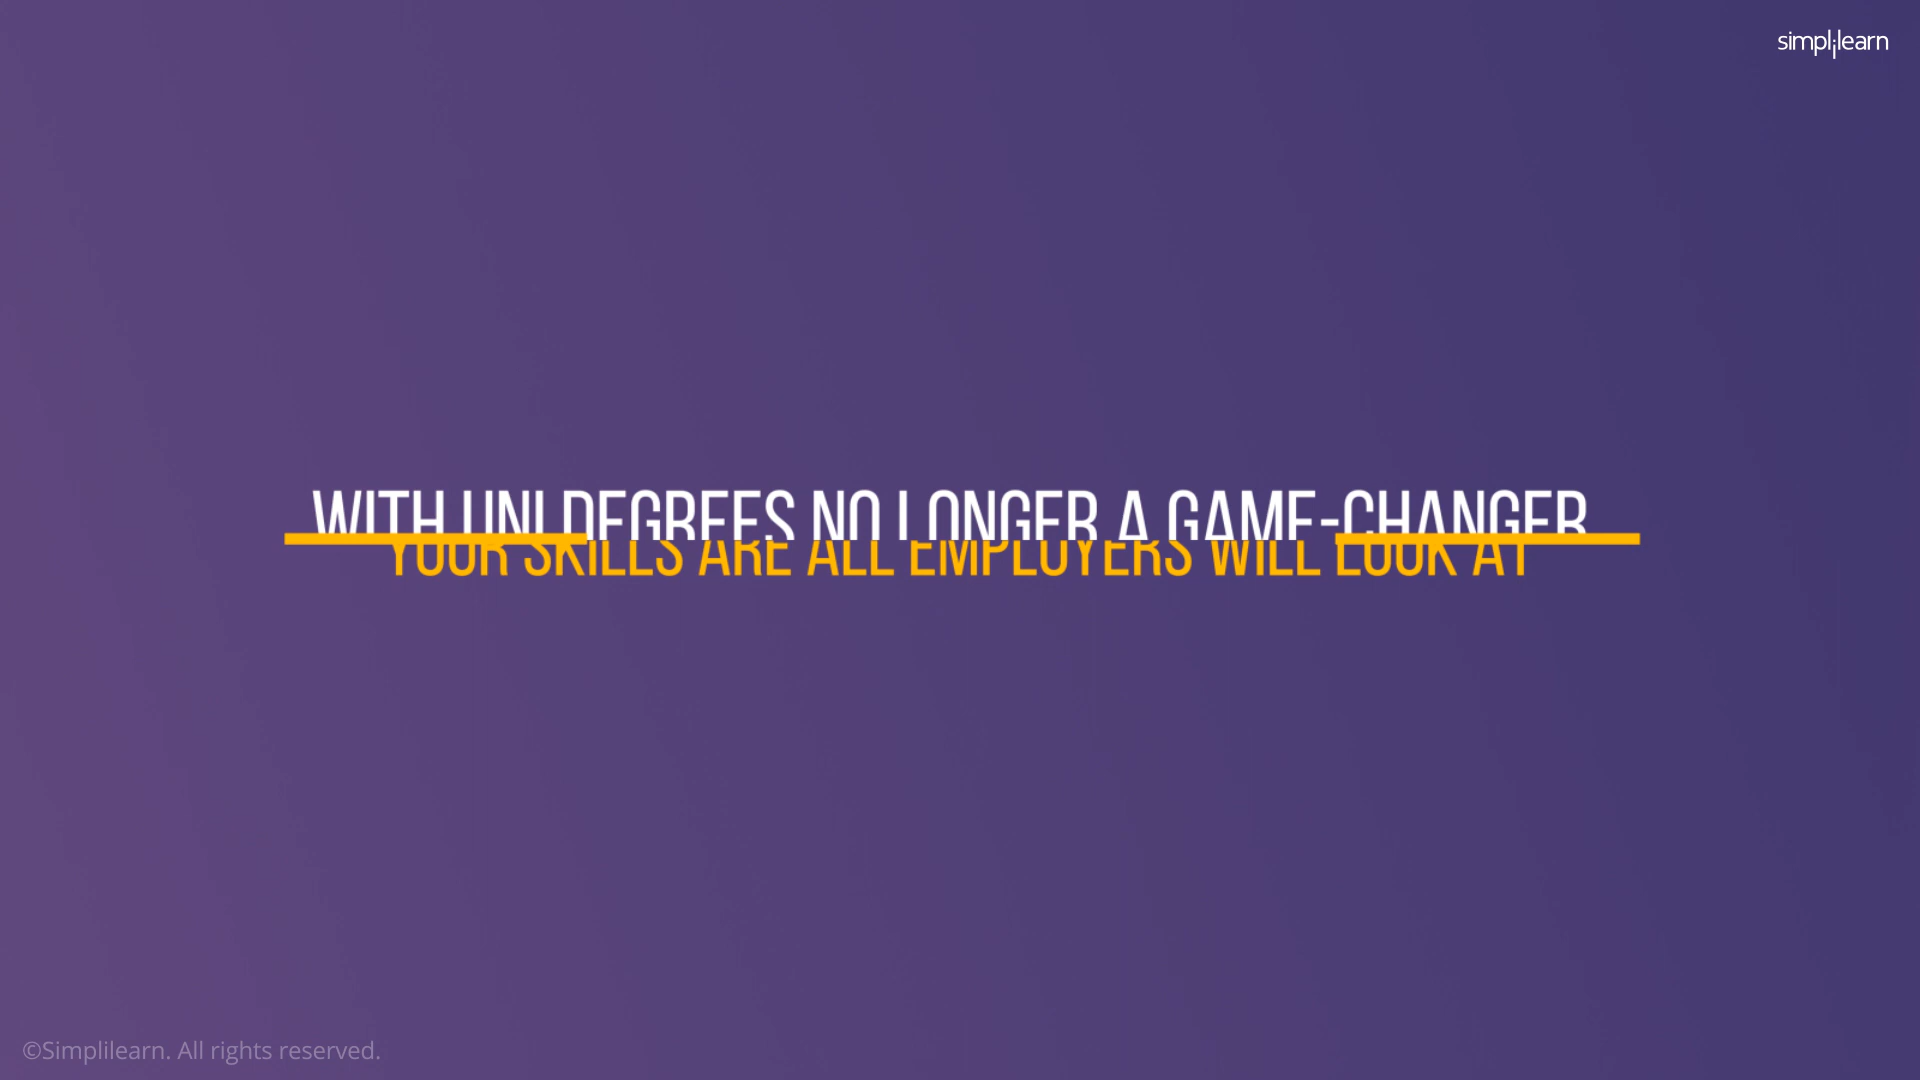 simplilearn
WITH UNI DEGREES NO LONGER A GAME-CHANGER
YOUR SKILLS ARE ALL EMPLOYERS WILL LOOK AT
©Simplilearn. All rights reserved.